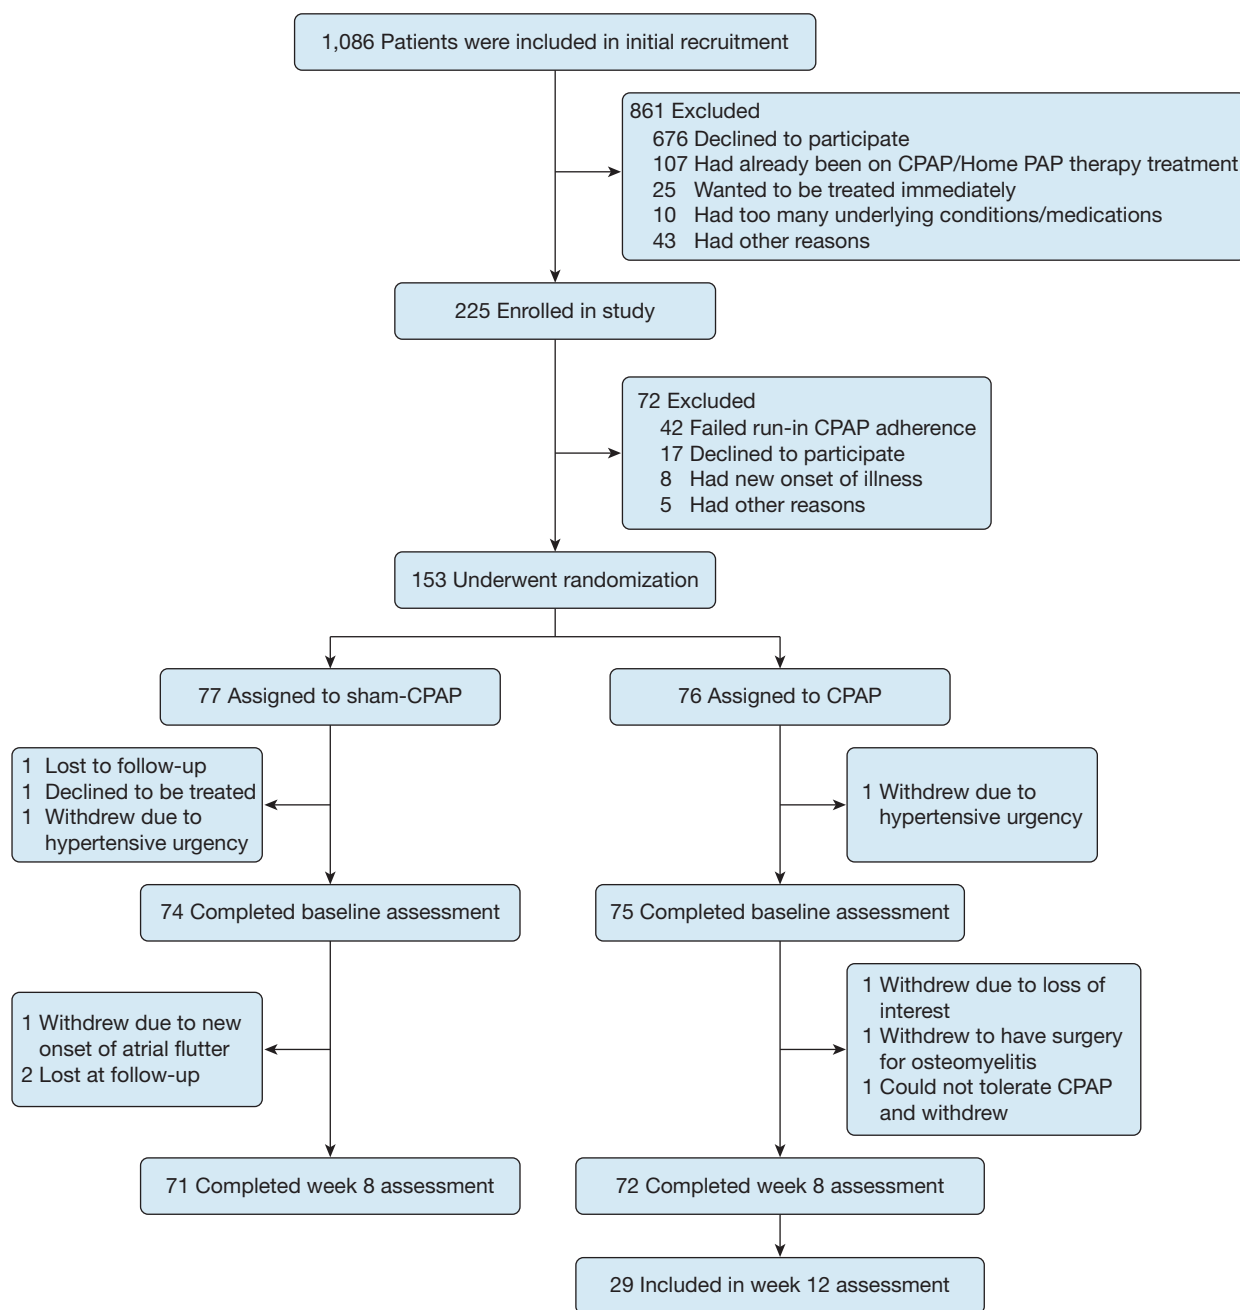 1,086 Patients were included in initial recruitment
861 Excluded
676 Declined to participate
107 Had already been on CPAP/Home PAP therapy treatment
25 Wanted to be treated immediately
10 Had too many underlying conditions/medications
43 Had other reasons
225 Enrolled in study
72 Excluded
42 Failed run-in CPAP adherence
17 Declined to participate
8 Had new onset of illness
5 Had other reasons
153 Underwent randomization
77 Assigned to sham-CPAP
76 Assigned to CPAP
1 Lost to follow-up
1 Declined to be treated
1 Withdrew due to
hypertensive urgency
1 Withdrew due to
hypertensive urgency
74 Completed baseline assessment
75 Completed baseline assessment
1 Withdrew due to new
onset of atrial flutter
2 Lost at follow-up
1 Withdrew due to loss of
interest
1 Withdrew to have surgery
for osteomyelitis
1 Could not tolerate CPAP
and withdrew
71 Completed week 8 assessment
72 Completed week 8 assessment
29 Included in week 12 assessment